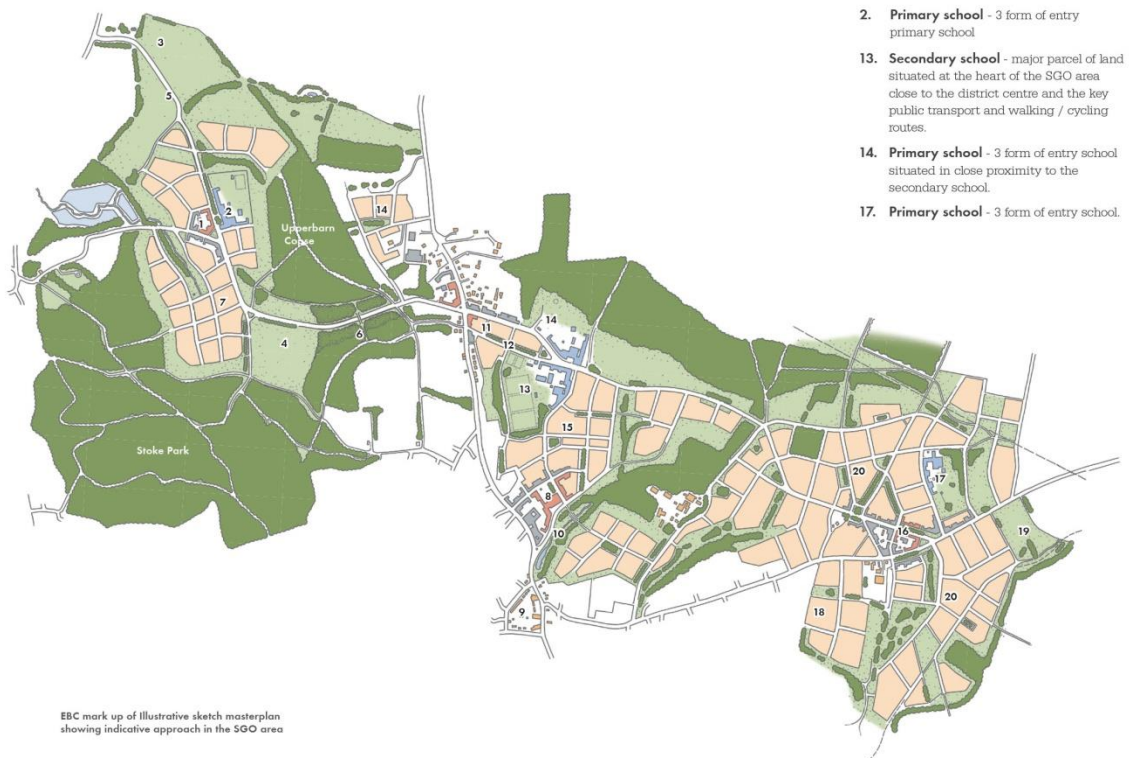 2. Primary school - 3 form of entry
primary school
13. Secondary school - major parcel of land
situated at the heart of the SGO area
close to the district centre and the key
public transport and walking / cycling
routes.
14. Primary school - 3 form of entry school
situated in close proximity to the
secondary school.
17. Primary school - 3 form of entry school.
3
5
2
1
14
Upperbarn
Copse
7
14
11
6
12
4
13
15
Stoke Park
20
17
8
16
10
19
20
9
18
EBC mark up of Illustrative sketch masterplan
showing indicative approach in the SGO area